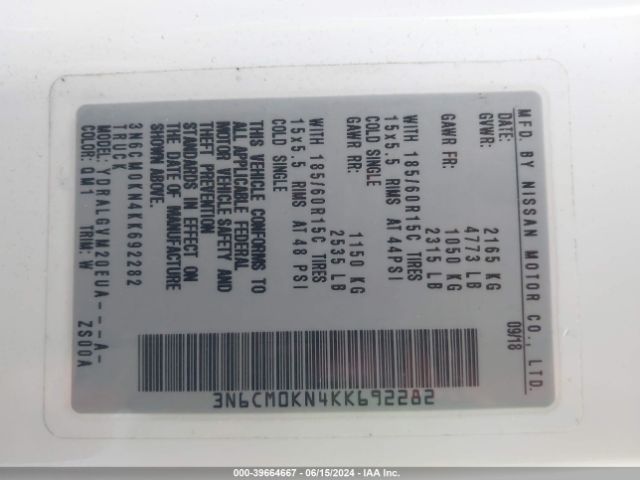 MFD. BY NISSAN MOTOR CO., LTD.
DATE: 09/18
GVWR: 2165 KG
4773 LB
GAWR FR: 1050 KG
2315 LB
WITH 185/60R15C TIRES
15x5.5 RIMS AT 44PSI
COLD SINGLE
GAWR RR: 1150 KG
2535 LB
WITH 185/60R15C TIRES
15x5.5 RIMS AT 48 PSI
COLD SINGLE
THIS VEHICLE CONFORMS TO
ALL APPLICABLE FEDERAL
MOTOR VEHICLE SAFETY AND
THEFT PREVENTION
STANDARDS IN EFFECT ON
THE DATE OF MANUFACTURE
SHOWN ABOVE.
3N6CM0KN4KK692282
TRUCK
MODEL: YDRALGVM20EUA---A-
COLOR: QM1 TRIM: W ZS00A
3N6CM0KN4KK692282
000-39664667 - 06/15/2024 - IAA Inc.